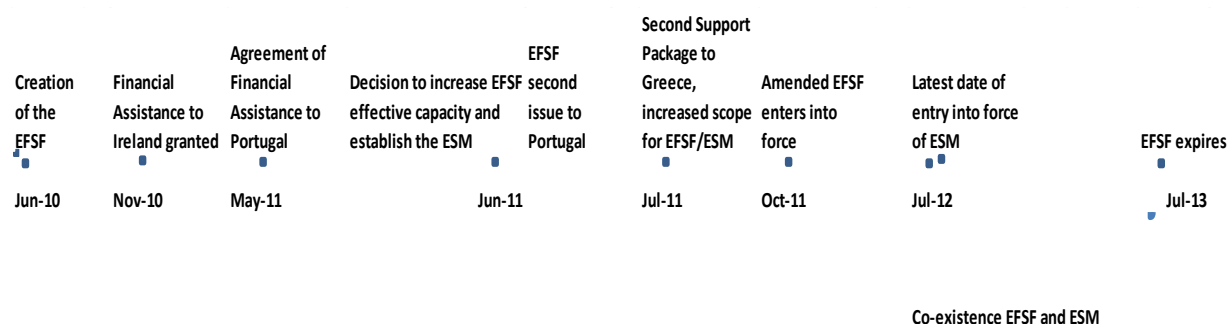 Creation
of the
EFSF
Financial
Assistance to
Ireland granted
Agreement of
Financial
Assistance to
Portugal
Decision to increase EFSF
effective capacity and
establish the ESM
EFSF
second
issue to
Portugal
Second Support
Package to
Greece,
increased scope
for EFSF/ESM
Amended EFSF
enters into
force
Latest date of
entry into force
of ESM
EFSF expires
Jun-10
Nov-10
May-11
Jun-11
Jul-11
Oct-11
Jul-12
Jul-13
Co-existence EFSF and ESM